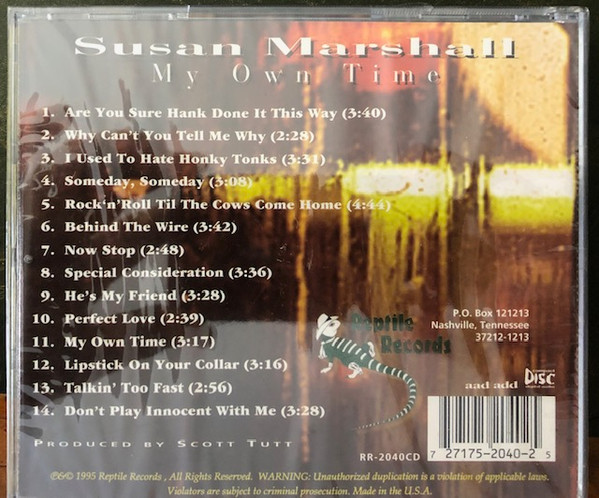 Susan Marshall
My Own Time
1. Are You Sure Hank Done It This Way (3:40)
2. Why Can't You Tell Me Why (2:28)
3. I Used To Hate Honky Tonks (3:31)
4. Someday, Someday (3:08)
5. Rock'n'Roll Til The Cows Come Home (4:44)
6. Behind The Wire (3:42)
7. Now Stop (2:48)
8. Special Consideration (3:36)
9. He's My Friend (3:28)
10. Perfect Love (2:39)
11. My Own Time (3:17)
12. Lipstick On Your Collar (3:16)
13. Talkin' Too Fast (2:56)
14. Don't Play Innocent With Me (3:28)
Produced by Scott Tutt
Reptile
Records
P.O. Box 121213
Nashville, Tennessee
37212-1213
aad add
COMPACT
disc
DIGITAL AUDIO
RR-2040CD
7 27175-2040-2 5
℗&© 1995 Reptile Records , All Rights Reserved. WARNING: Unauthorized duplication is a violation of applicable laws.
Violators are subject to criminal prosecution. Made in the U.S.A.